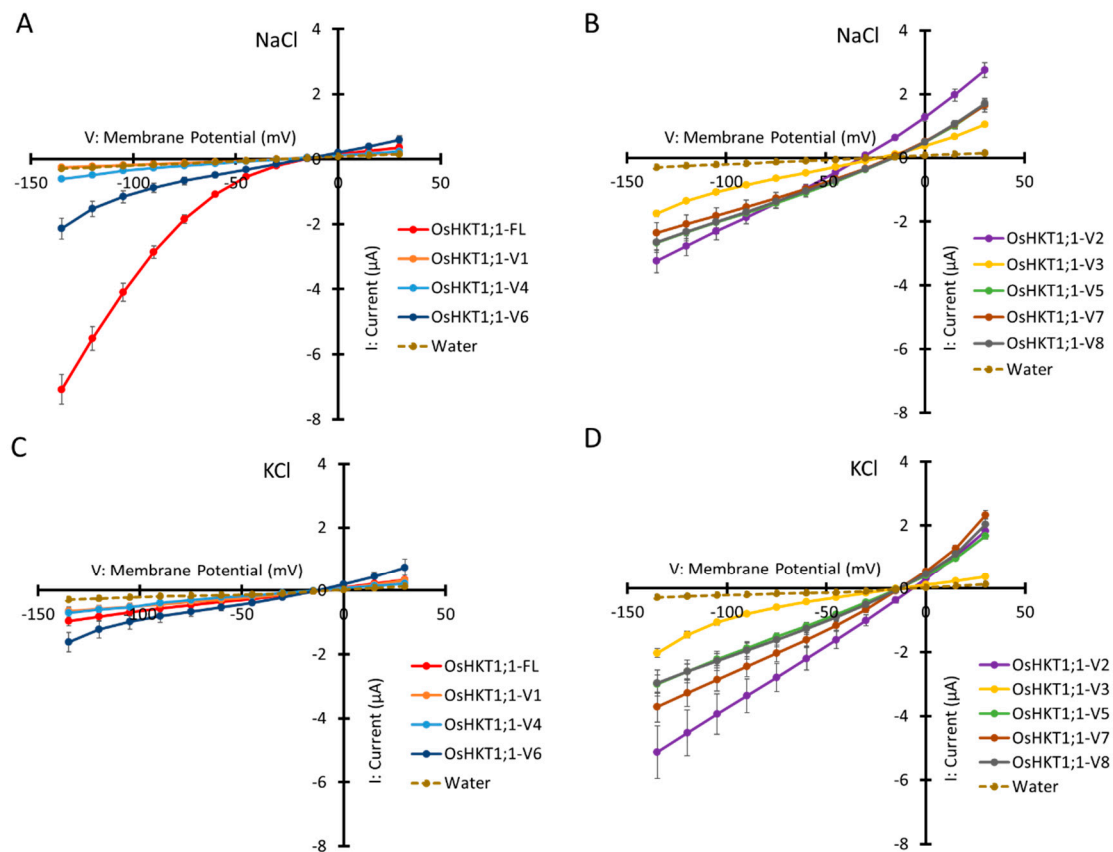 A
NaCl
4
2
0
-2
-4
-6
-8
V: Membrane Potential (mV)
-150
-100
-50
0
50
I: Current (μA)
OsHKT1;1-FL
OsHKT1;1-V1
OsHKT1;1-V4
OsHKT1;1-V6
Water
B
NaCl
4
2
0
-2
-4
-6
-8
V: Membrane Potential (mV)
-150
-100
-50
0
50
I: Current (μA)
OsHKT1;1-V2
OsHKT1;1-V3
OsHKT1;1-V5
OsHKT1;1-V7
OsHKT1;1-V8
Water
C
KCl
4
2
0
-2
-4
-6
-8
V: Membrane Potential (mV)
-150
-100
-50
0
50
I: Current (μA)
OsHKT1;1-FL
OsHKT1;1-V1
OsHKT1;1-V4
OsHKT1;1-V6
Water
D
KCl
4
2
0
-2
-4
-6
-8
V: Membrane Potential (mV)
-150
-100
-50
0
50
I: Current (μA)
OsHKT1;1-V2
OsHKT1;1-V3
OsHKT1;1-V5
OsHKT1;1-V7
OsHKT1;1-V8
Water